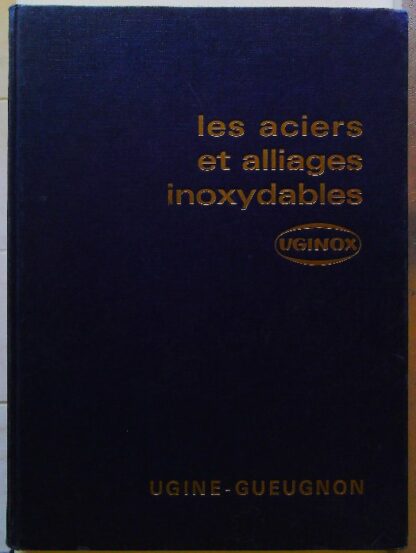 les aciers
et alliages
inoxydables
UGINOX
UGINE-GUEUGNON